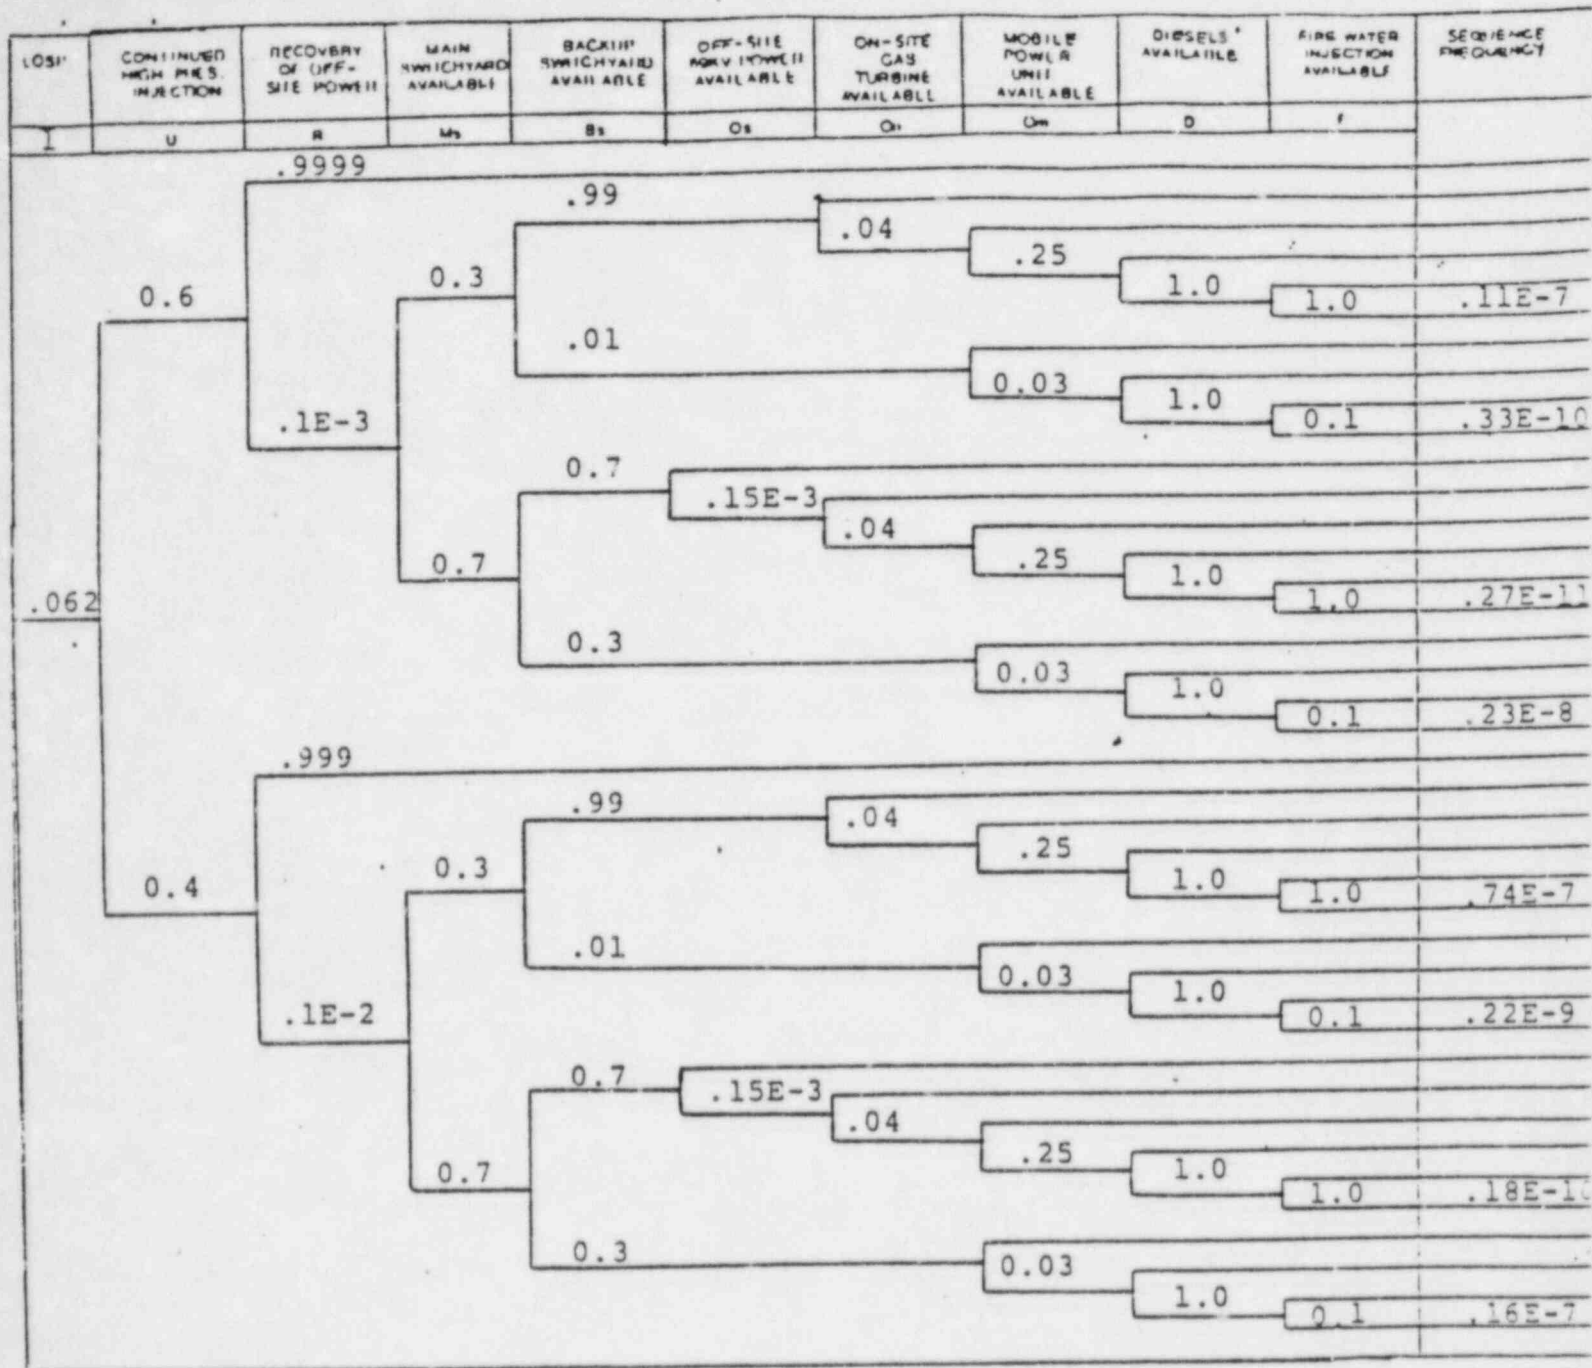 LOSP
CONTINUED HIGH PRES. INJECTION
RECOVERY OF OFF-SITE POWER
MAIN SWITCHYARD AVAILABLE
BACKUP SWITCHYARD AVAILABLE
OFF-SITE POWER AVAILABLE
ON-SITE GAS TURBINE AVAILABLE
MOBILE POWER UNIT AVAILABLE
DIESELS* AVAILABLE
FIRE WATER INJECTION AVAILABLE
SEQUENCE FREQUENCY
I U R Ms Bs Os Om D F
.9999
.99
.04
.25
0.3
1.0
0.6
1.0 .11E-7
.01
0.03
1.0
.1E-3
0.1 .33E-10
0.7
.15E-3
.04
.25
0.7
1.0
.062
1.0 .27E-11
0.3
0.03
1.0
0.1 .23E-8
.999
.99
.04
.25
0.3
1.0
0.4
1.0 .74E-7
.01
0.03
1.0
.1E-2
0.1 .22E-9
0.7
.15E-3
.04
.25
0.7
1.0
1.0 .18E-10
0.3
0.03
1.0
0.1 .16E-7